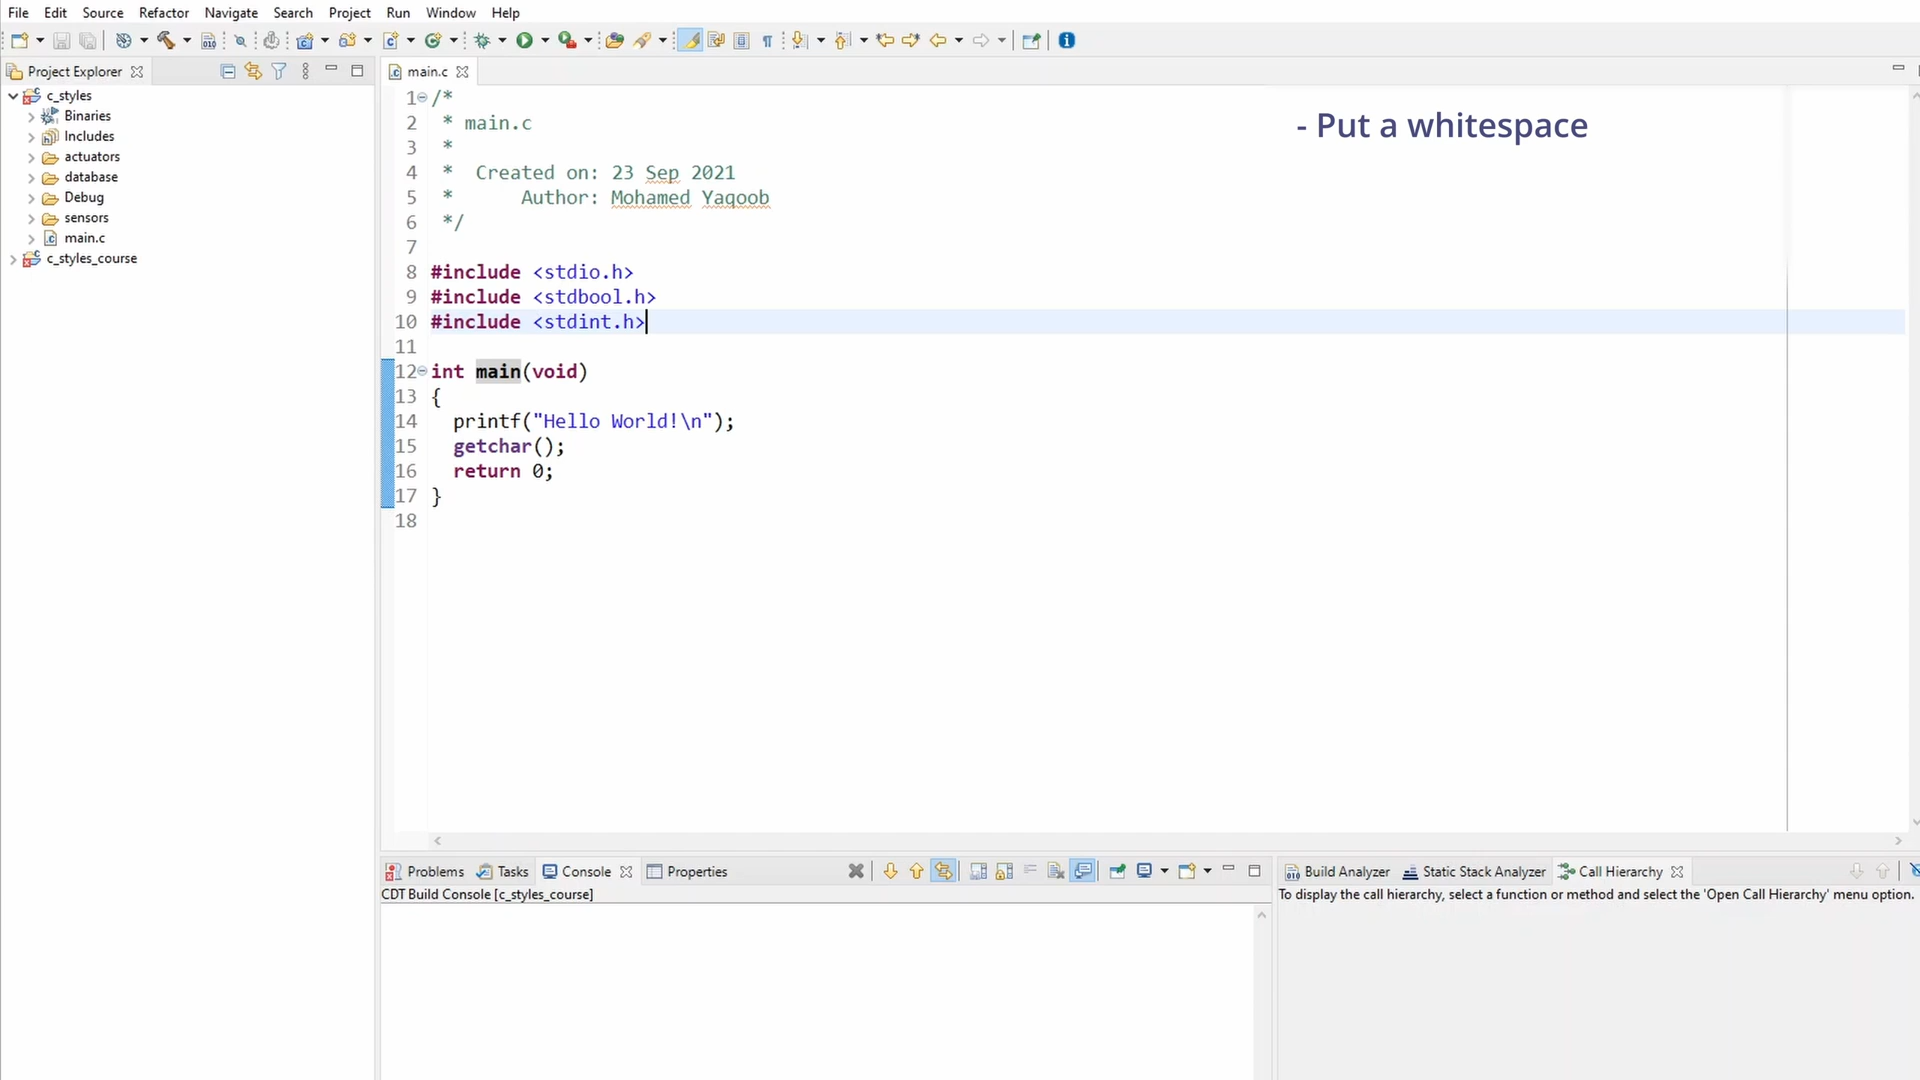 File Edit Source Refactor Navigate Search Project Run Window Help
Project Explorer
c_styles
Binaries
Includes
actuators
database
Debug
sensors
main.c
c_styles_course
main.c
1 /*
2 * main.c
3 *
4 * Created on: 23 Sep 2021
5 * Author: Mohamed Yaqoob
6 */
7
8 #include <stdio.h>
9 #include <stdbool.h>
10 #include <stdint.h>
11
12 int main(void)
13 {
14 printf("Hello World!\n");
15 getchar();
16 return 0;
17 }
18
- Put a whitespace
Problems Tasks Console Properties
CDT Build Console [c_styles_course]
Build Analyzer Static Stack Analyzer Call Hierarchy
To display the call hierarchy, select a function or method and select the 'Open Call Hierarchy' menu option.